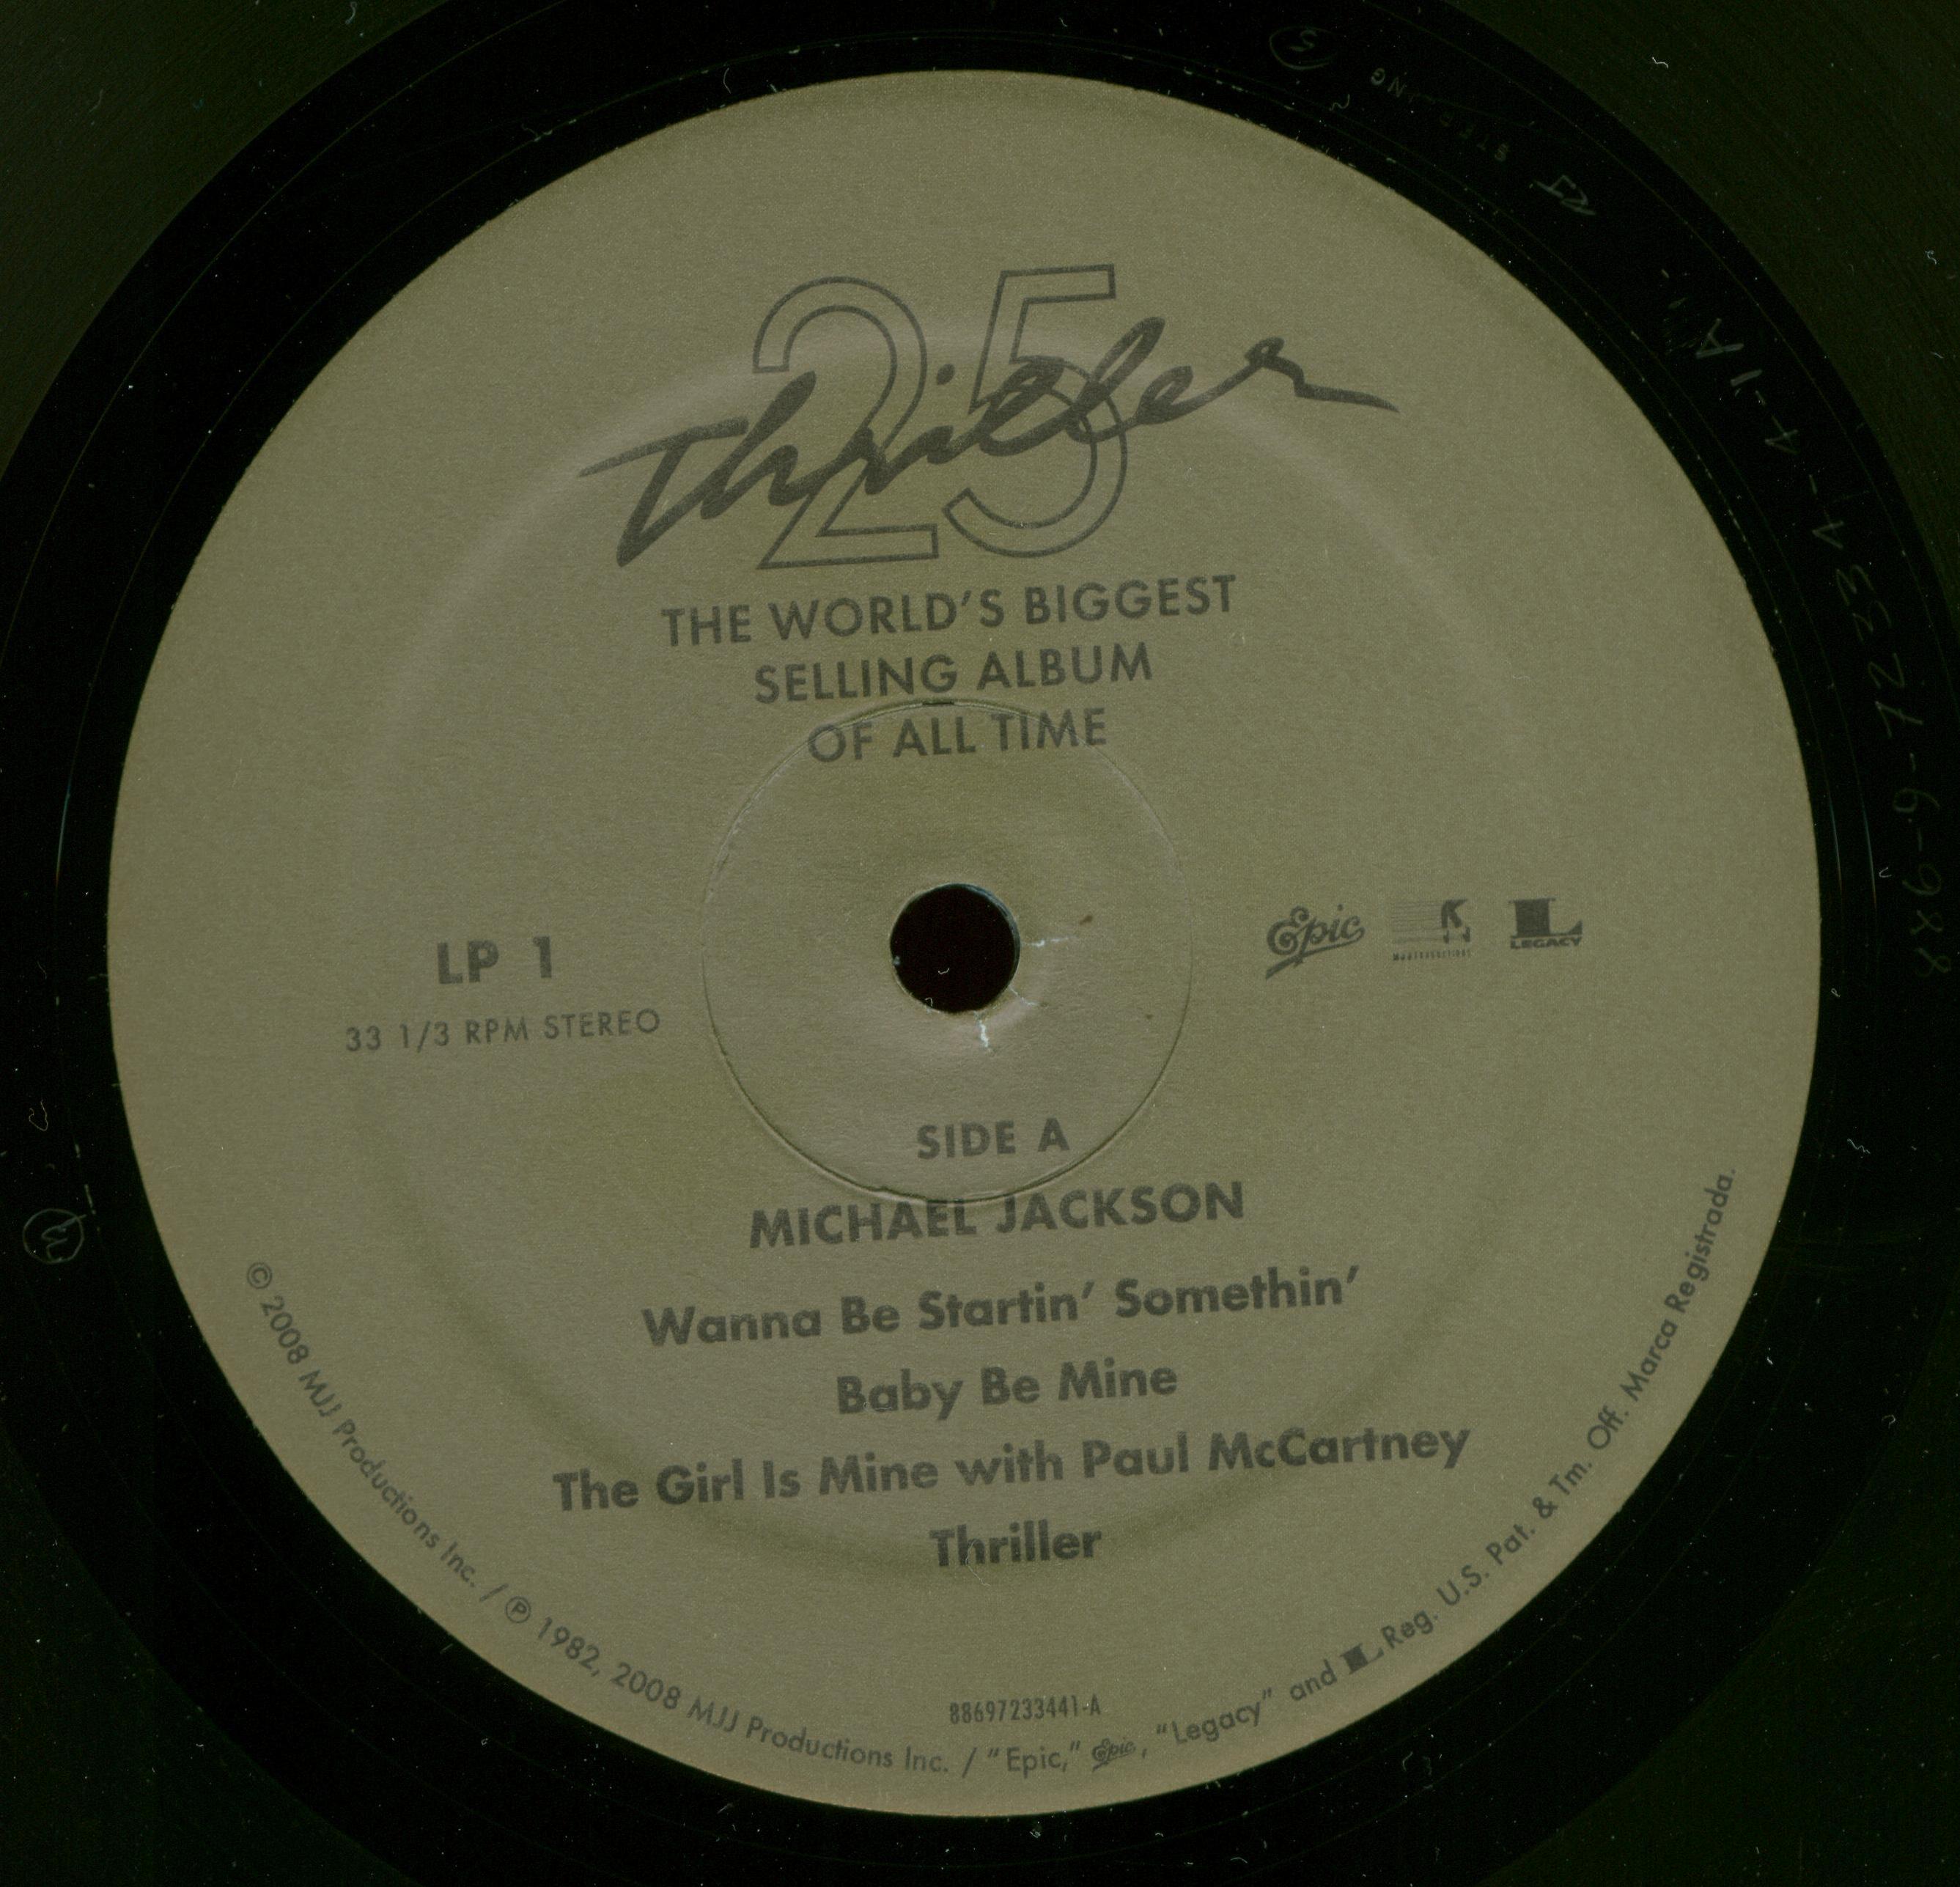 25
Thriller
THE WORLD'S BIGGEST
SELLING ALBUM
OF ALL TIME
LP 1
33 1/3 RPM STEREO
Epic
L
LEGACY
SIDE A
MICHAEL JACKSON
Wanna Be Startin' Somethin'
Baby Be Mine
The Girl Is Mine with Paul McCartney
Thriller
88697233441-A
© 2008 MJJ Productions Inc. / ℗ 1982, 2008 MJJ Productions Inc. / "Epic," Epic, "Legacy" and L Reg. U.S. Pat. & Tm. Off. Marca Registrada.